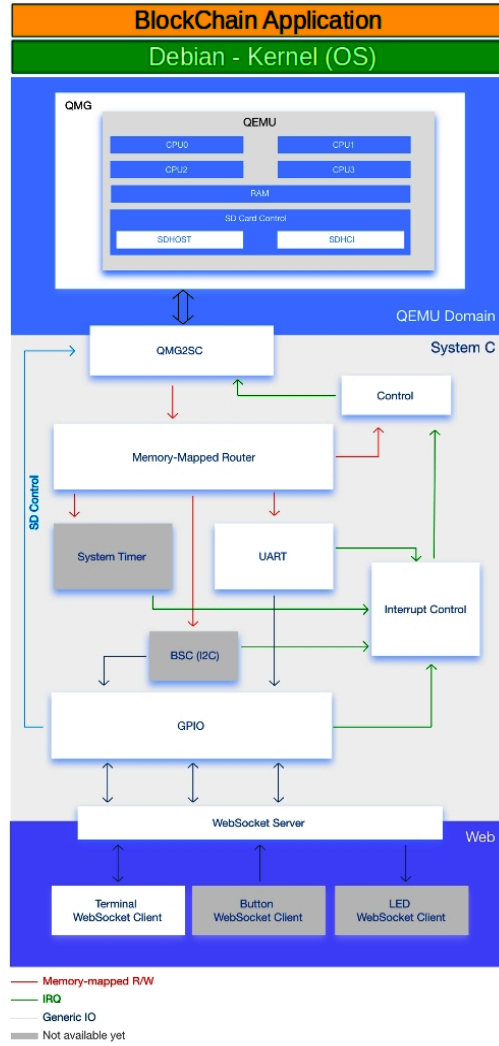 BlockChain Application
Debian - Kernel (OS)
QMG
QEMU
CPU0
CPU1
CPU2
CPU3
RAM
SD Card Control
SDHOST
SDHCI
QEMU Domain
QMG2SC
System C
Control
Memory-Mapped Router
SD Control
System Timer
UART
Interrupt Control
BSC (I2C)
GPIO
WebSocket Server
Web
Terminal
WebSocket Client
Button
WebSocket Client
LED
WebSocket Client
Memory-mapped R/W
IRQ
Generic IO
Not available yet